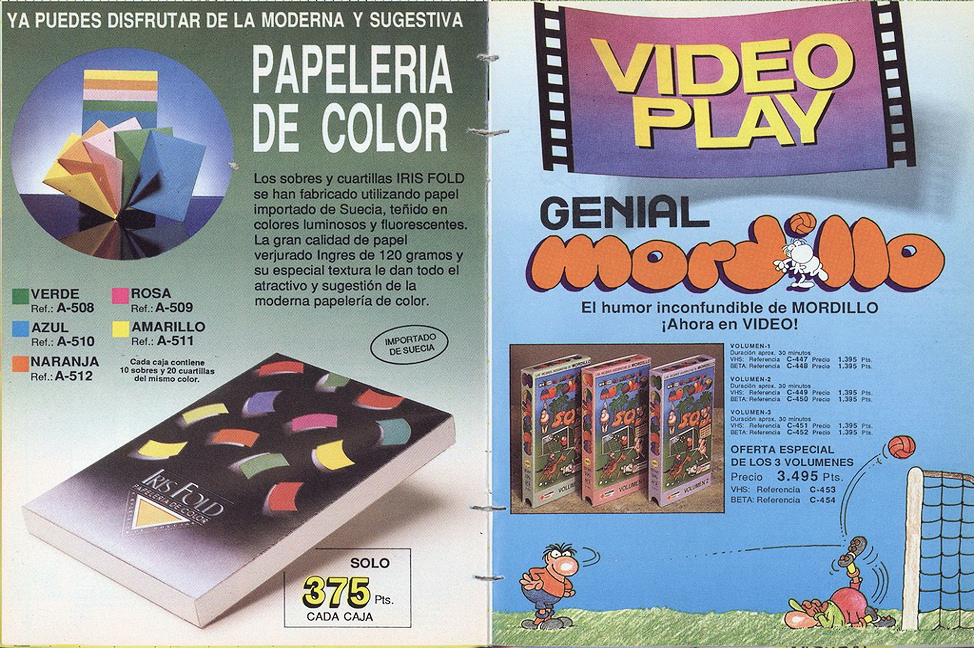 YA PUEDES DISFRUTAR DE LA MODERNA Y SUGESTIVA
PAPELERIA
DE COLOR
Los sobres y cuartillas IRIS FOLD
se han fabricado utilizando papel
importado de Suecia, teñido en
colores luminosos y fluorescentes.
La gran calidad de papel
verjurado Ingres de 120 gramos y
su especial textura le dan todo el
atractivo y sugestión de la
moderna papelería de color.
VERDE
Ref.: A-508
ROSA
Ref.: A-509
AZUL
Ref.: A-510
AMARILLO
Ref.: A-511
NARANJA
Ref.: A-512
Cada caja contiene
10 sobres y 20 cuartillas
del mismo color.
IMPORTADO
DE SUECIA
IRIS FOLD
PAPELERIA DE COLOR
SOLO
375 Pts.
CADA CAJA
VIDEO
PLAY
GENIAL
mordillo
El humor inconfundible de MORDILLO
¡Ahora en VIDEO!
VOLUMEN-1
Duración aprox. 30 minutos
VHS: Referencia C-447 Precio 1.395 Pts.
BETA: Referencia C-448 Precio 1.395 Pts.
VOLUMEN-2
Duración aprox. 30 minutos
VHS: Referencia C-449 Precio 1.395 Pts.
BETA: Referencia C-450 Precio 1.395 Pts.
VOLUMEN-3
Duración aprox. 30 minutos
VHS: Referencia C-451 Precio 1.395 Pts.
BETA: Referencia C-452 Precio 1.395 Pts.
OFERTA ESPECIAL
DE LOS 3 VOLUMENES
Precio 3.495 Pts.
VHS: Referencia C-453
BETA: Referencia C-454